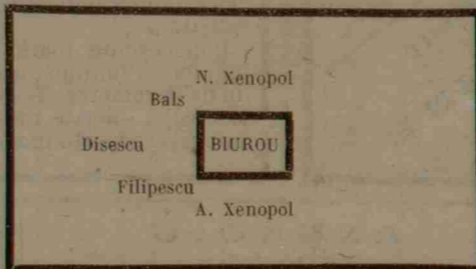 N. Xenopol
Bals
Disescu BIUROU
Filipescu
A. Xenopol